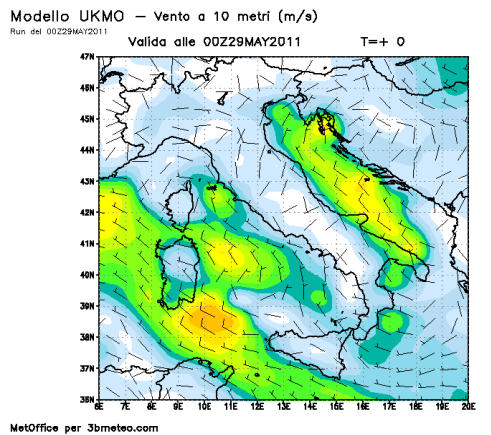 Modello UKMO – Vento a 10 metri (m/s)
Run del 00Z29MAY2011
Valida alle 00Z29MAY2011 T=+ 0
47N
46N
45N
44N
43N
42N
41N
40N
39N
38N
37N
36N
35N
6E 7E 8E 9E 10E 11E 12E 13E 14E 15E 16E 17E 18E 19E 20E
MetOffice per 3bmeteo.com